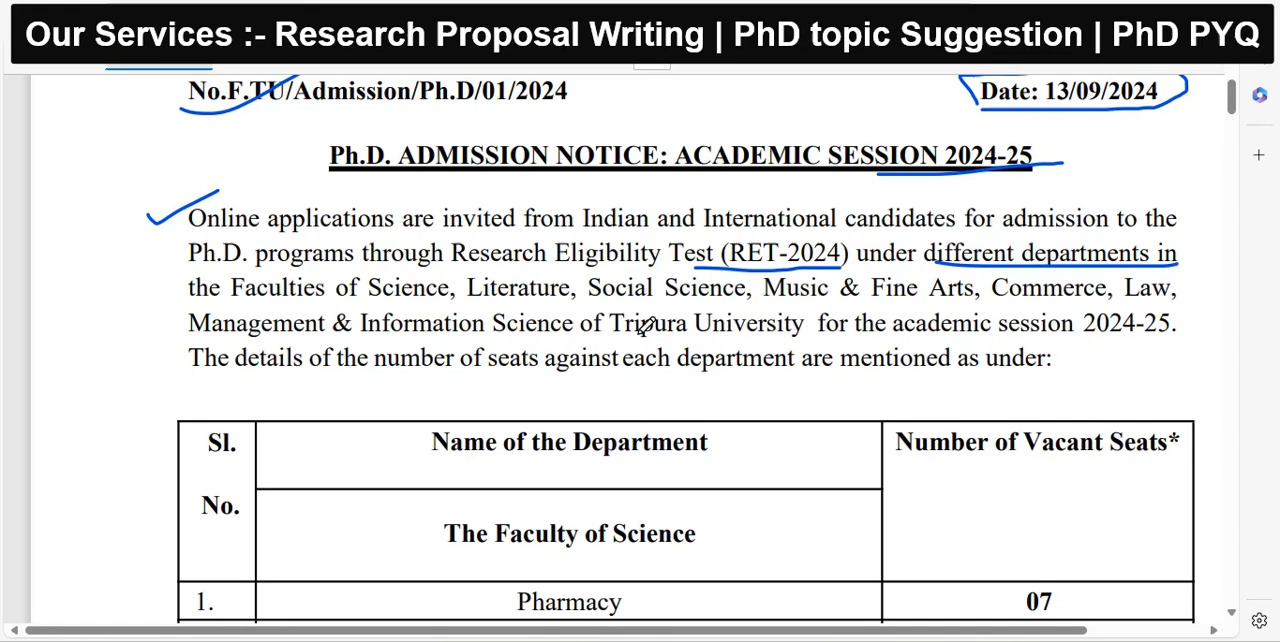 Our Services :- Research Proposal Writing | PhD topic Suggestion | PhD PYQ
No.F.TU/Admission/Ph.D/01/2024 Date: 13/09/2024
Ph.D. ADMISSION NOTICE: ACADEMIC SESSION 2024-25
Online applications are invited from Indian and International candidates for admission to the
Ph.D. programs through Research Eligibility Test (RET-2024) under different departments in
the Faculties of Science, Literature, Social Science, Music & Fine Arts, Commerce, Law,
Management & Information Science of Tripura University for the academic session 2024-25.
The details of the number of seats against each department are mentioned as under:
Sl. Name of the Department Number of Vacant Seats*
No.
The Faculty of Science
1. Pharmacy 07